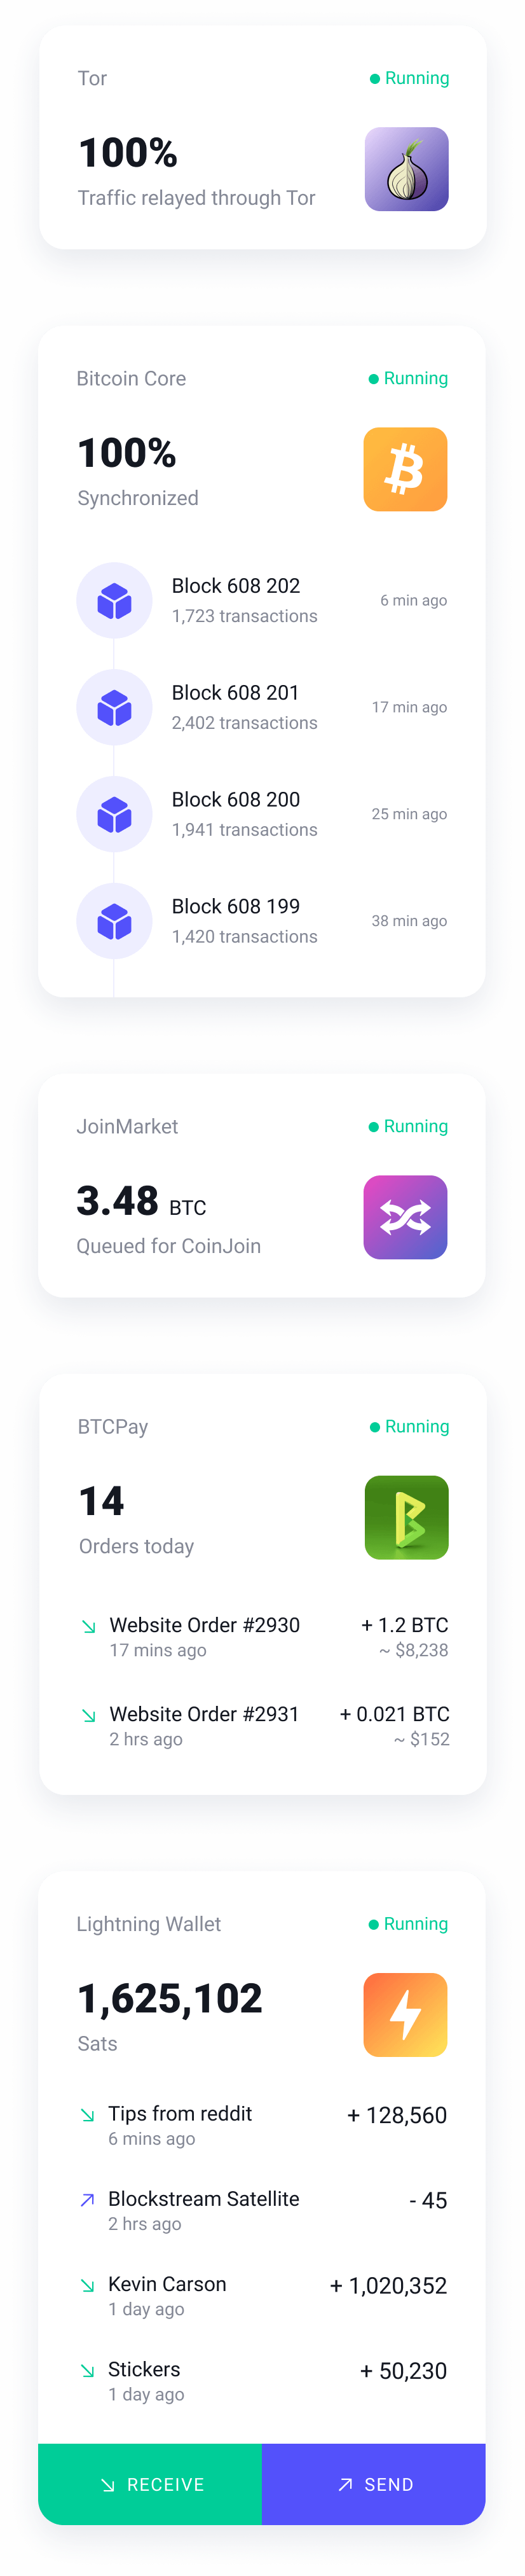 Tor
Running
100%
Traffic relayed through Tor
Bitcoin Core
Running
100%
Synchronized
Block 608 202
1,723 transactions
6 min ago
Block 608 201
2,402 transactions
17 min ago
Block 608 200
1,941 transactions
25 min ago
Block 608 199
1,420 transactions
38 min ago
JoinMarket
Running
3.48 BTC
Queued for CoinJoin
BTCPay
Running
14
Orders today
Website Order #2930
+ 1.2 BTC
17 mins ago
~ $8,238
Website Order #2931
+ 0.021 BTC
2 hrs ago
~ $152
Lightning Wallet
Running
1,625,102
Sats
Tips from reddit
+ 128,560
6 mins ago
Blockstream Satellite
- 45
2 hrs ago
Kevin Carson
+ 1,020,352
1 day ago
Stickers
+ 50,230
1 day ago
RECEIVE
SEND